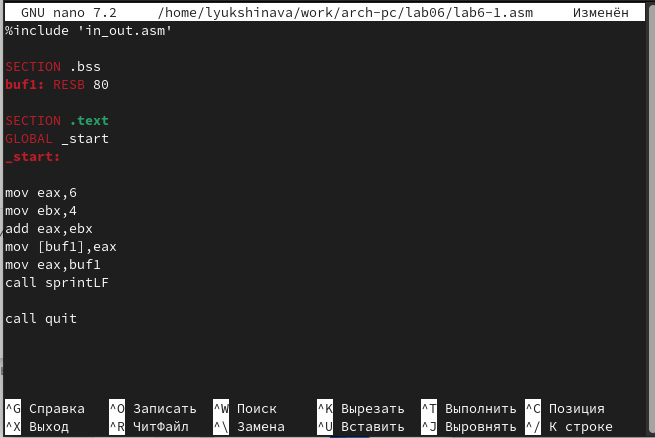 GNU nano 7.2 /home/lyukshinava/work/arch-pc/lab06/lab6-1.asm Изменён
%include 'in_out.asm'
SECTION .bss
buf1: RESB 80
SECTION .text
GLOBAL _start
_start:
mov eax,6
mov ebx,4
add eax,ebx
mov [buf1],eax
mov eax,buf1
call sprintLF
call quit
^G Справка ^O Записать ^W Поиск ^K Вырезать ^T Выполнить ^C Позиция
^X Выход ^R ЧитФайл ^\ Замена ^U Вставить ^J Выровнять ^/ К строке